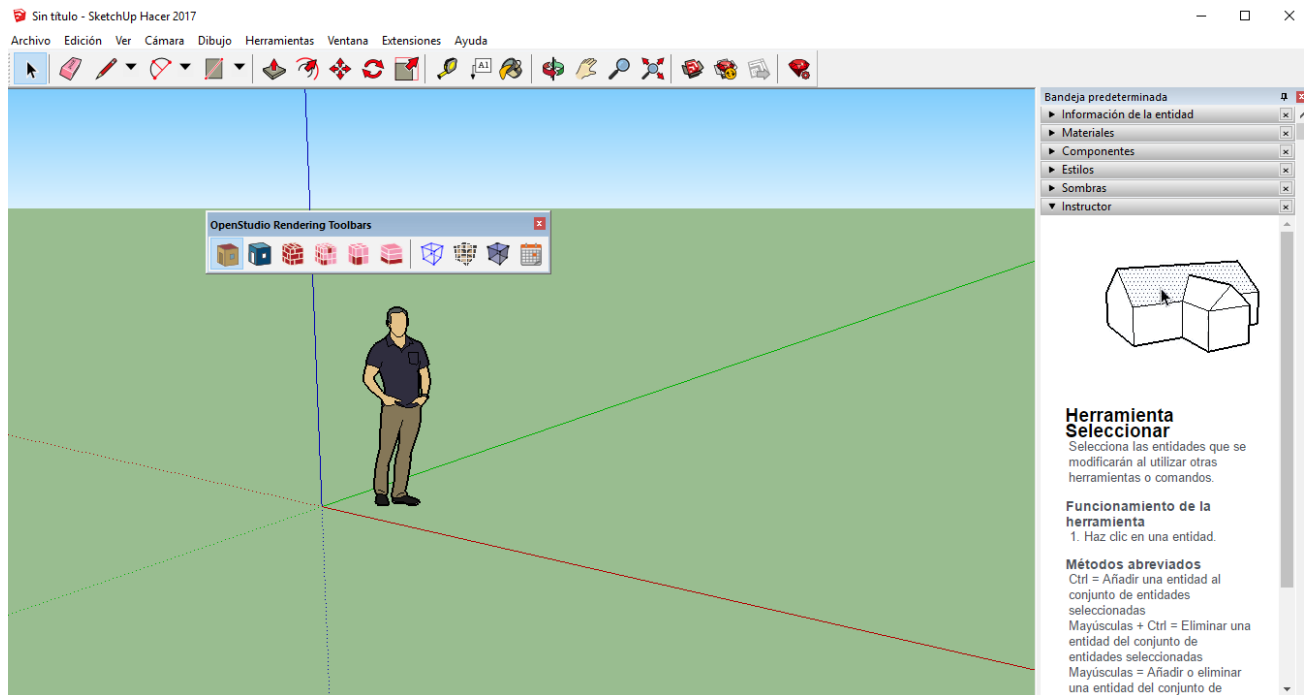 Sin título - SketchUp Hacer 2017
Archivo Edición Ver Cámara Dibujo Herramientas Ventana Extensiones Ayuda
A1
Bandeja predeterminada
Información de la entidad
Materiales
Componentes
Estilos
Sombras
Instructor
OpenStudio Rendering Toolbars
Herramienta
Seleccionar
Selecciona las entidades que se
modificarán al utilizar otras
herramientas o comandos.
Funcionamiento de la
herramienta
1. Haz clic en una entidad.
Métodos abreviados
Ctrl = Añadir una entidad al
conjunto de entidades
seleccionadas
Mayúsculas + Ctrl = Eliminar una
entidad del conjunto de
entidades seleccionadas
Mayúsculas = Añadir o eliminar
una entidad del conjunto de